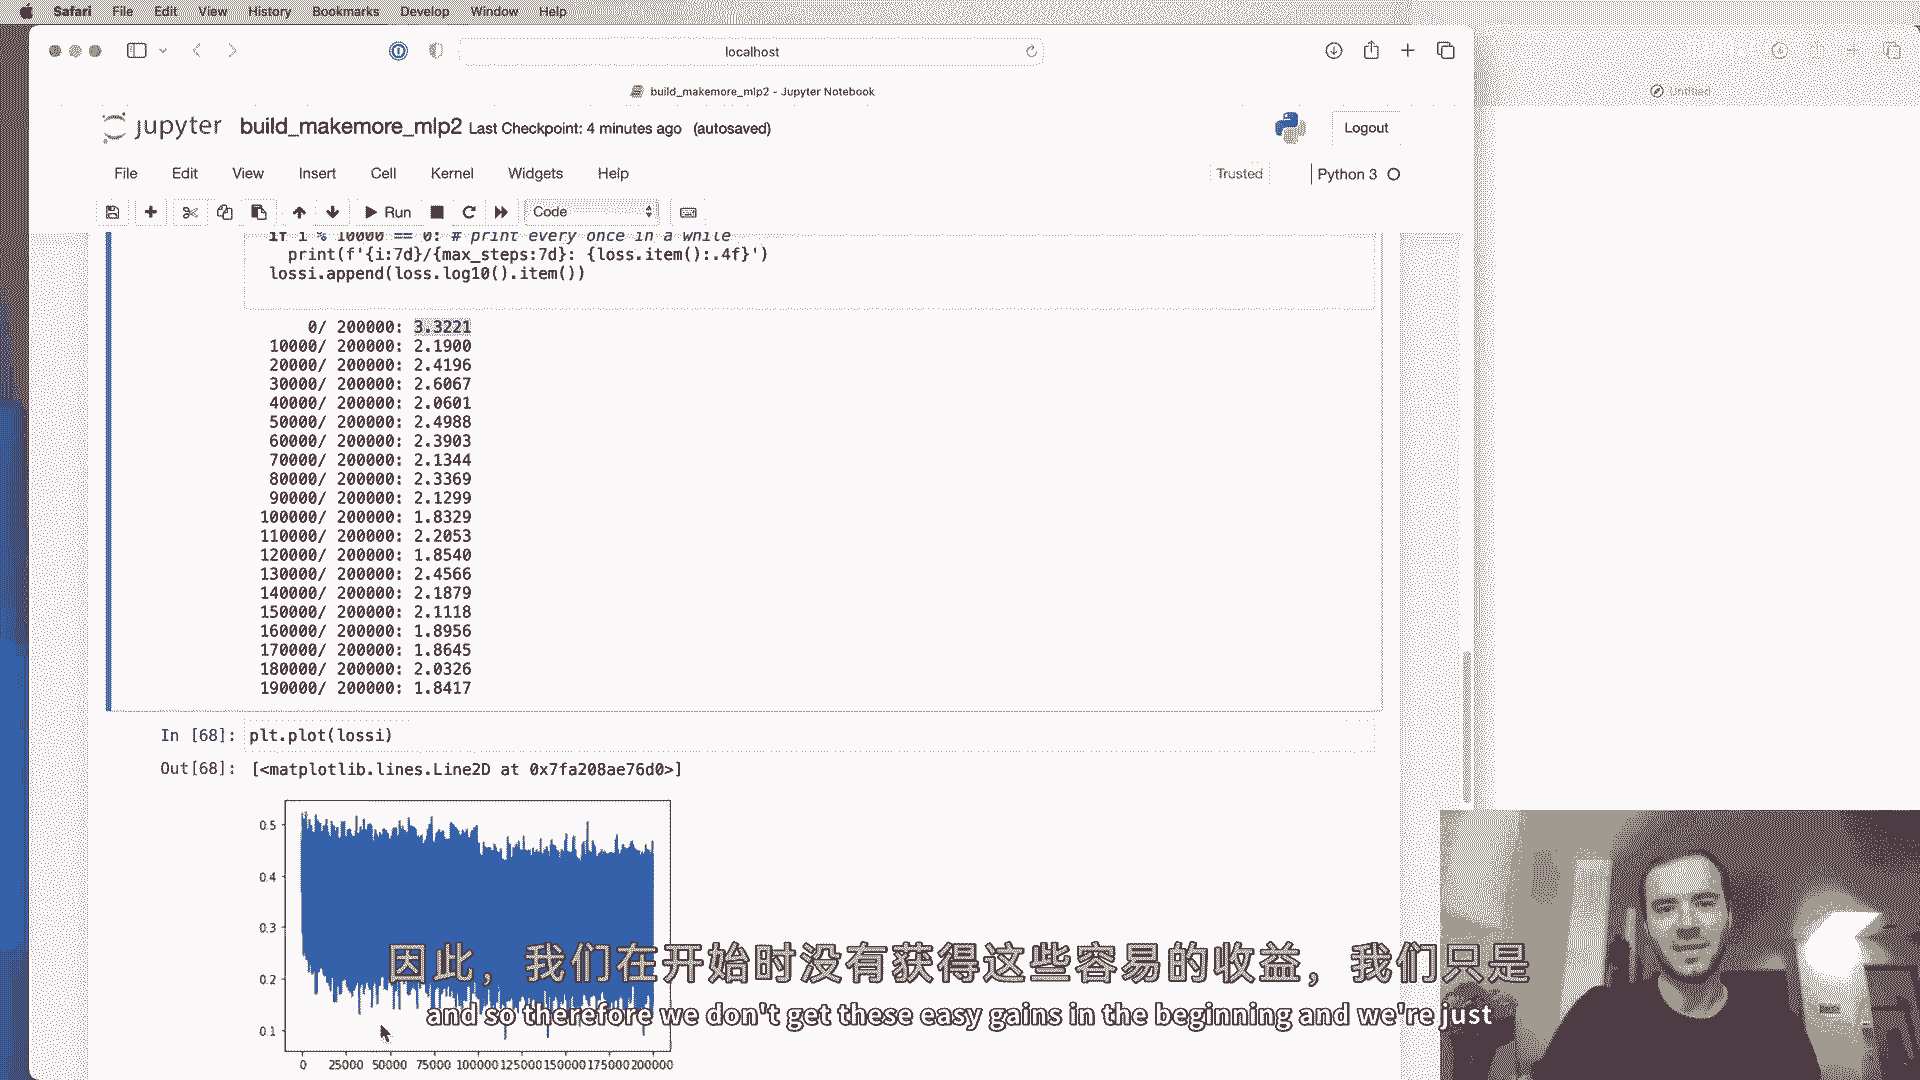 Safari File Edit View History Bookmarks Develop Window Help
localhost
build_makemore_mlp2 - Jupyter Notebook
Untitled
jupyter build_makemore_mlp2 Last Checkpoint: 4 minutes ago (autosaved)
Logout
File Edit View Insert Cell Kernel Widgets Help
Trusted
Python 3
Run
Code
if i % 10000 == 0: # print every once in a while
print(f'{i:7d}/{max_steps:7d}: {loss.item():.4f}')
lossi.append(loss.log10().item())
0/ 200000: 3.3221
10000/ 200000: 2.1900
20000/ 200000: 2.4196
30000/ 200000: 2.6067
40000/ 200000: 2.0601
50000/ 200000: 2.4988
60000/ 200000: 2.3903
70000/ 200000: 2.1344
80000/ 200000: 2.3369
90000/ 200000: 2.1299
100000/ 200000: 1.8329
110000/ 200000: 2.2053
120000/ 200000: 1.8540
130000/ 200000: 2.4566
140000/ 200000: 2.1879
150000/ 200000: 2.1118
160000/ 200000: 1.8956
170000/ 200000: 1.8645
180000/ 200000: 2.0326
190000/ 200000: 1.8417
In [68]: plt.plot(lossi)
Out[68]: [<matplotlib.lines.Line2D at 0x7fa208ae76d0>]
0.5
0.4
0.3
0.2
0.1
0 25000 50000 75000 100000 125000 150000 175000 200000
因此，我们在开始时没有获得这些容易的收益，我们只是
and so therefore we don't get these easy gains in the beginning and we're just